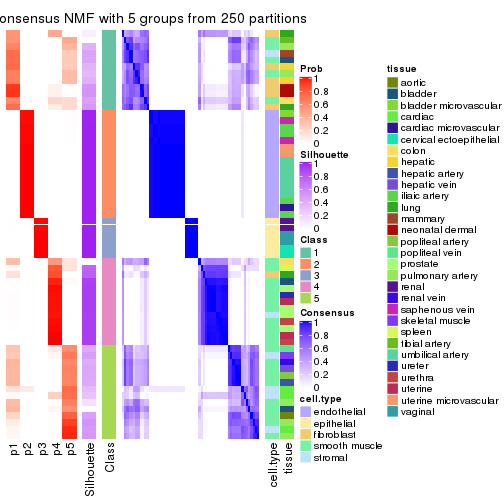 onsensus NMF with 5 groups from 250 partitions
Prob
1
0.8
0.6
0.4
0.2
0
Silhouette
1
0.8
0.6
0.4
0.2
0
Class
1
2
3
4
5
Consensus
1
0.8
0.6
0.4
0.2
0
cell.type
endothelial
epithelial
fibroblast
smooth muscle
stromal
tissue
aortic
bladder
bladder microvascular
cardiac
cardiac microvascular
cervical ectoepithelial
colon
hepatic
hepatic artery
hepatic vein
iliaic artery
lung
mammary
neonatal dermal
popliteal artery
popliteal vein
prostate
pulmonary artery
renal
renal vein
saphenous vein
skeletal muscle
spleen
tibial artery
umbilical artery
ureter
urethra
uterine
uterine microvascular
vaginal
p1
p2
p3
p4
p5
Silhouette
Class
cell.type
tissue